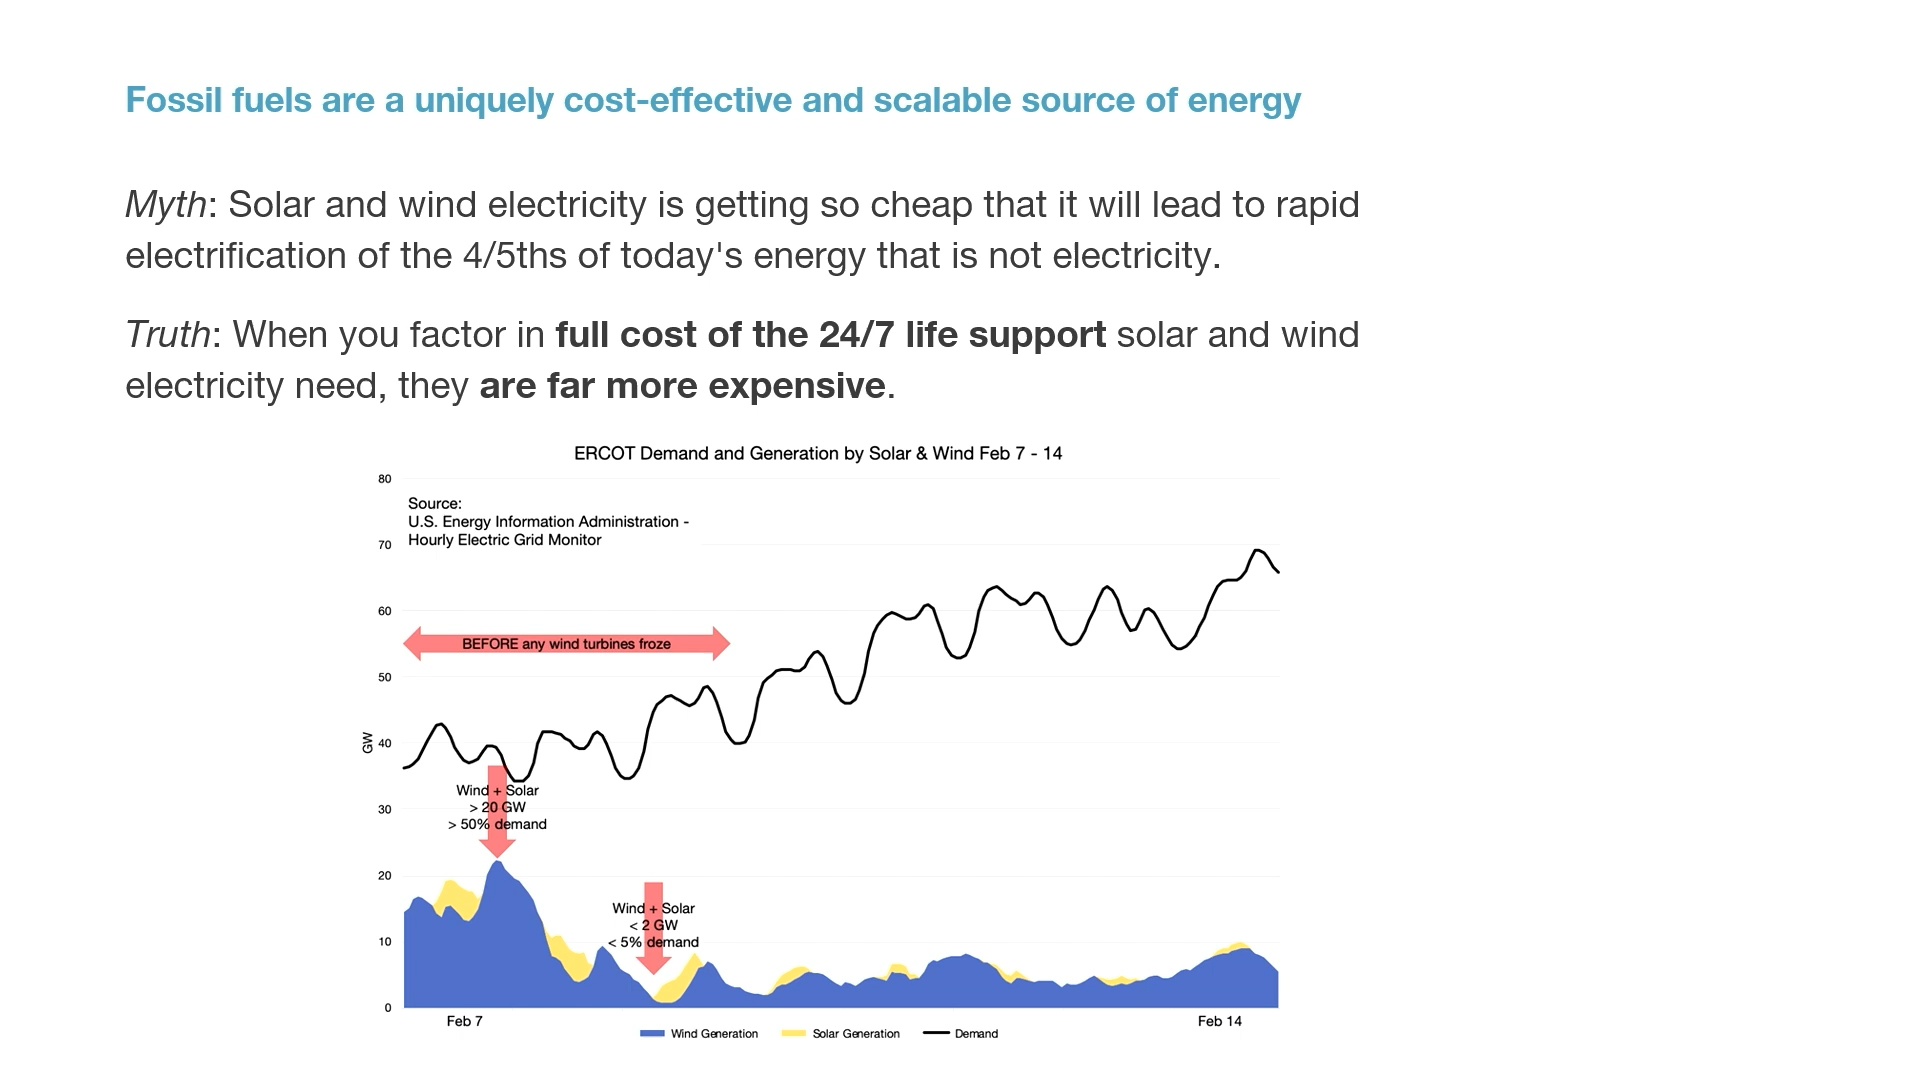 Fossil fuels are a uniquely cost-effective and scalable source of energy
Myth: Solar and wind electricity is getting so cheap that it will lead to rapid
electrification of the 4/5ths of today's energy that is not electricity.
Truth: When you factor in full cost of the 24/7 life support solar and wind
electricity need, they are far more expensive.
ERCOT Demand and Generation by Solar & Wind Feb 7 - 14
80
Source:
U.S. Energy Information Administration -
Hourly Electric Grid Monitor
70
60
BEFORE any wind turbines froze
50
GW
40
Wind + Solar
> 20 GW
> 50% demand
30
20
Wind + Solar
< 2 GW
< 5% demand
10
0
Feb 7
Feb 14
Wind Generation
Solar Generation
Demand